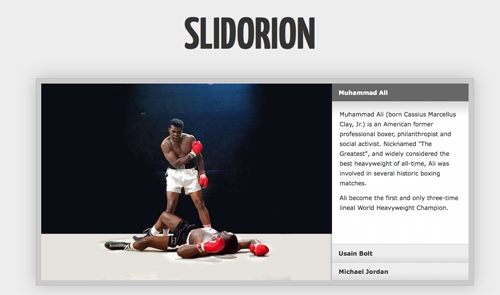 SLIDORION
Muhammad Ali
Muhammad Ali (born Cassius Marcellus
Clay, Jr.) is an American former
professional boxer, philanthropist and
social activist. Nicknamed "The
Greatest", and widely considered the
best heavyweight of all-time, Ali was
involved in several historic boxing
matches.
Ali become the first and only three-time
lineal World Heavyweight Champion.
Usain Bolt
Michael Jordan